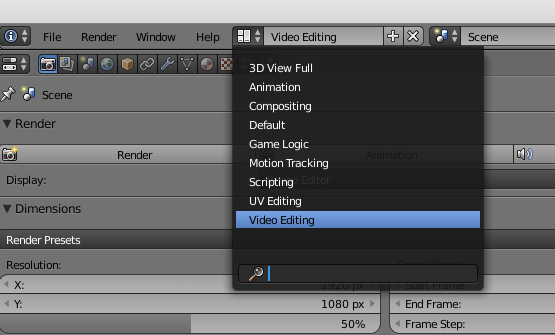 File Render Window Help Video Editing Scene
3D View Full
Animation
Compositing
Default
Game Logic
Motion Tracking
Scripting
UV Editing
Video Editing
Scene
Render
Render Animation
Display: Editor
Dimensions
Render Presets
Resolution:
X: 1920 px Start Frame:
Y: 1080 px End Frame:
50% Frame Step: